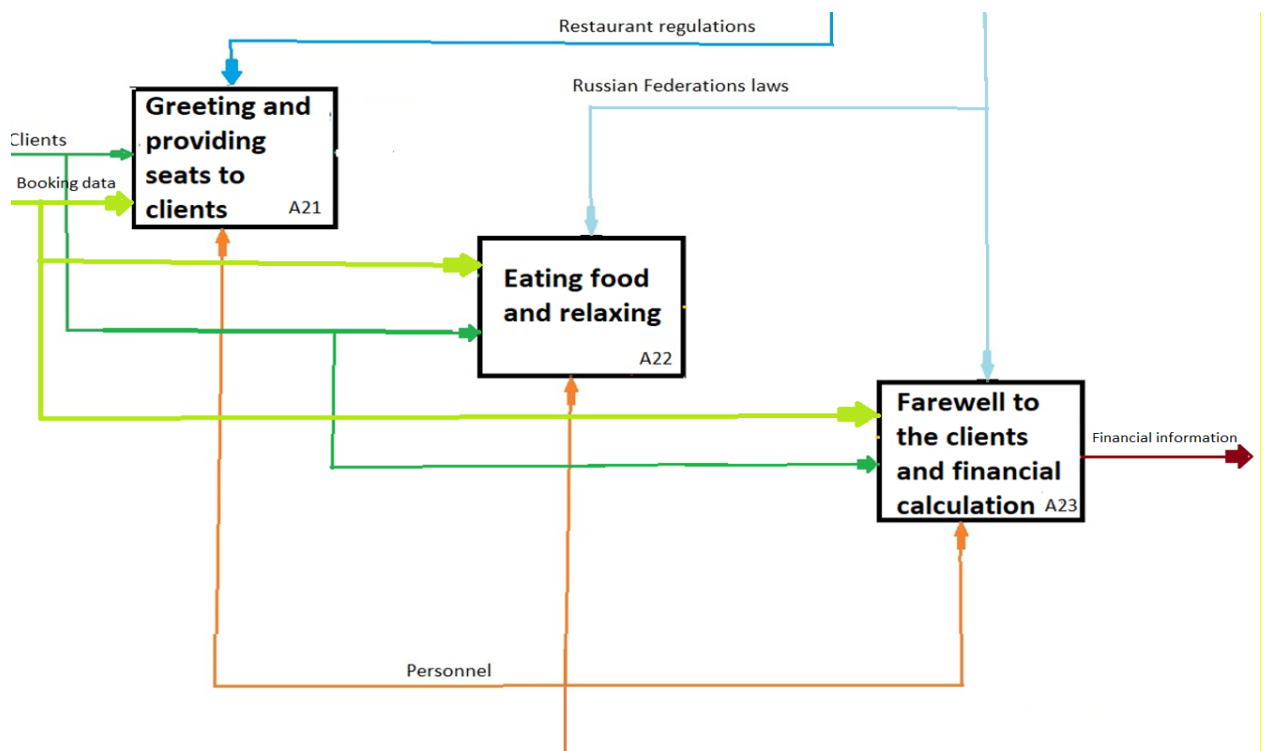 Restaurant regulations
Russian Federations laws
Greeting and
providing
seats to
clients
A21
Clients
Booking data
Eating food
and relaxing
A22
Farewell to
the clients
and financial
calculation
A23
Financial information
Personnel